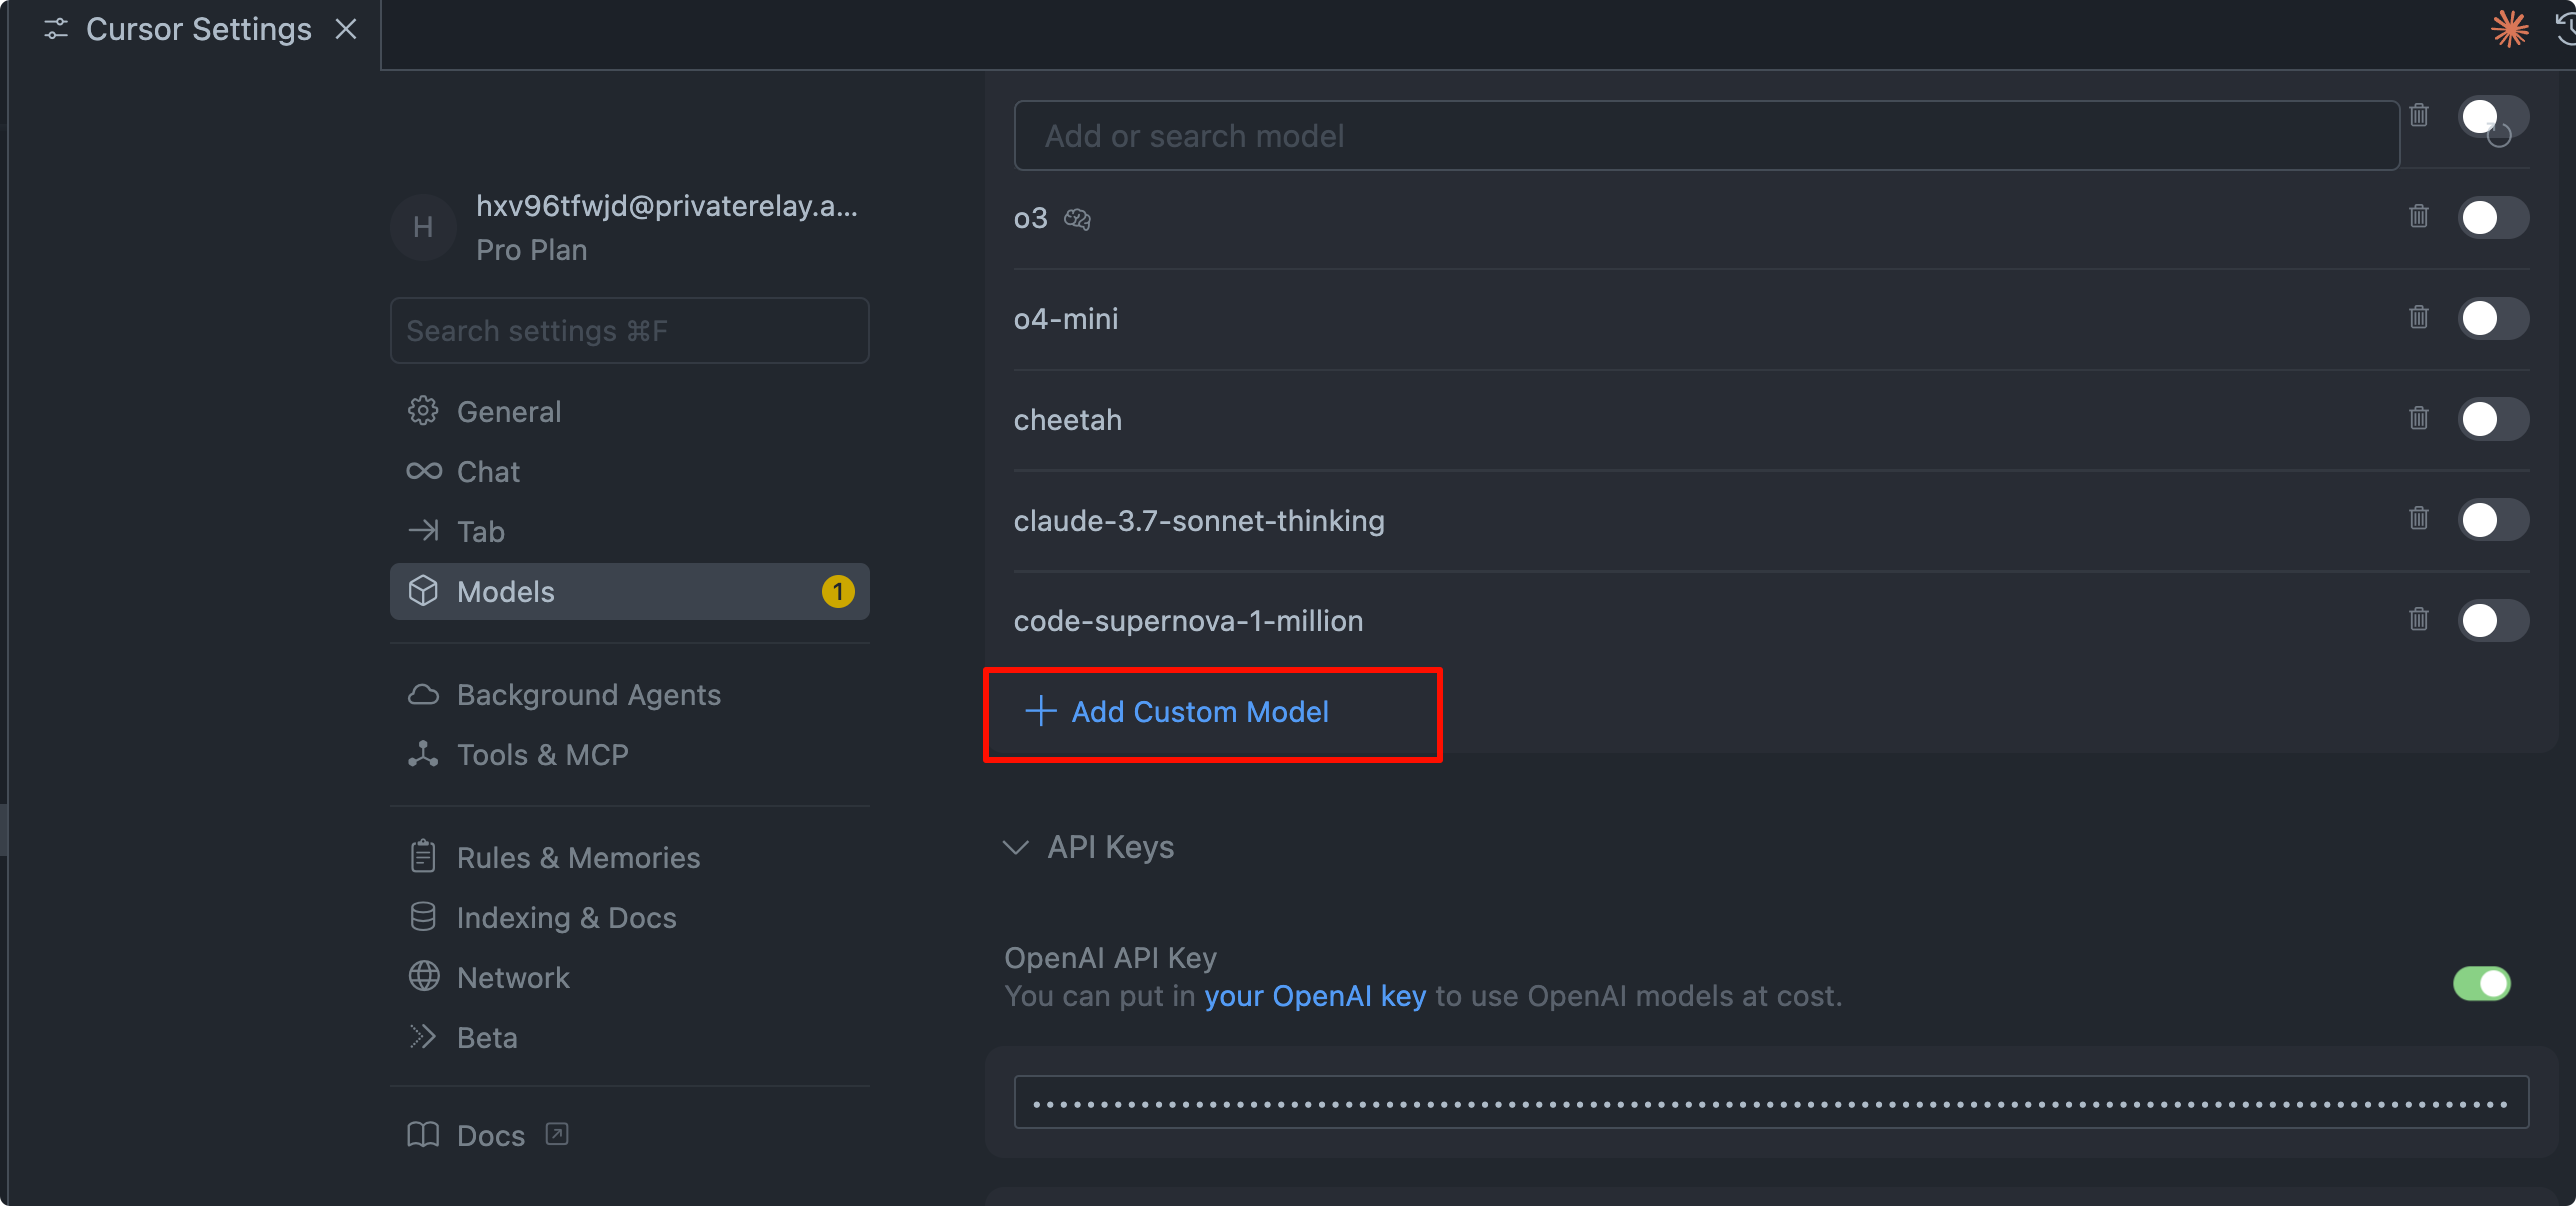 Cursor Settings
hxv96tfwjd@privaterelay.a...
H
Pro Plan
Search settings ⌘F
General
Chat
Tab
Models 1
Background Agents
Tools & MCP
Rules & Memories
Indexing & Docs
Network
Beta
Docs
Add or search model
o3
o4-mini
cheetah
claude-3.7-sonnet-thinking
code-supernova-1-million
Add Custom Model
API Keys
OpenAI API Key
You can put in your OpenAI key to use OpenAI models at cost.